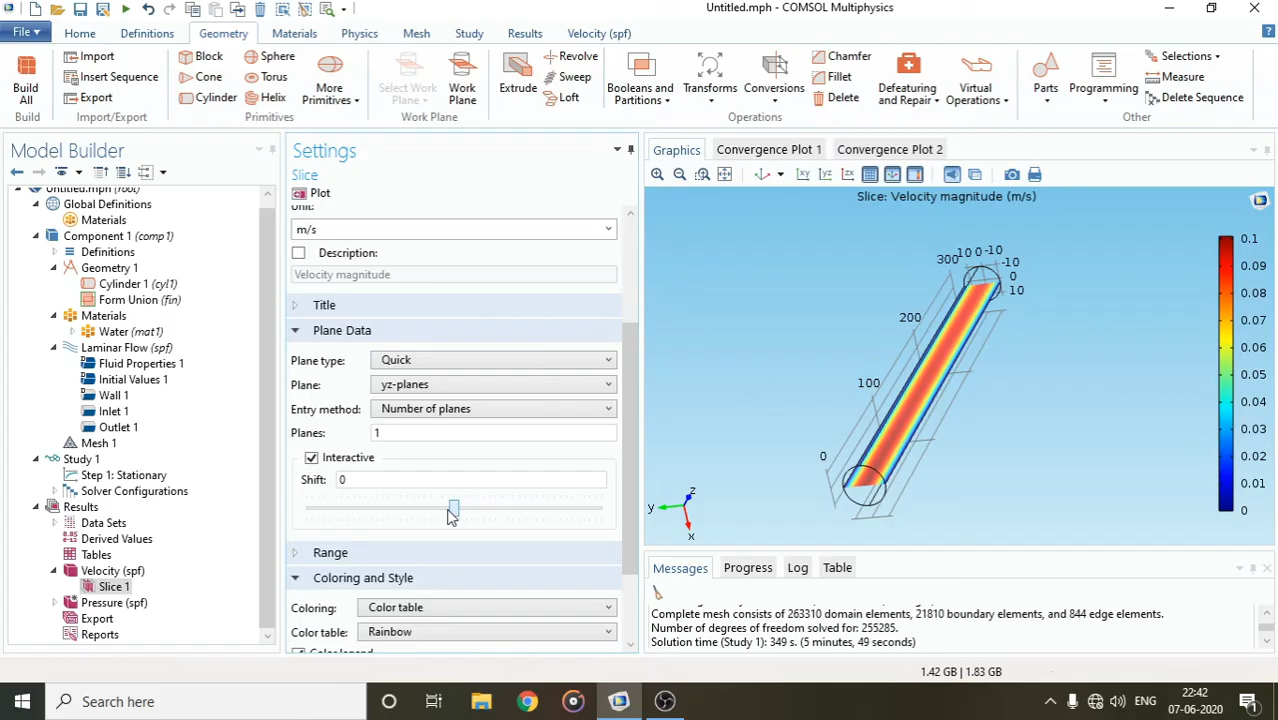 Untitled.mph - COMSOL Multiphysics
File
Home
Definitions
Geometry
Materials
Physics
Mesh
Study
Results
Velocity (spf)
Build All
Import
Insert Sequence
Export
Block
Cone
Cylinder
Sphere
Torus
Helix
More Primitives
Select Work Plane
Work Plane
Extrude
Revolve
Sweep
Loft
Booleans and Partitions
Transforms
Conversions
Chamfer
Fillet
Delete
Defeaturing and Repair
Virtual Operations
Parts
Programming
Selections
Measure
Delete Sequence
Build
Import/Export
Primitives
Work Plane
Operations
Other
Model Builder
Untitled.mph (root)
Global Definitions
Materials
Component 1 (comp1)
Definitions
Geometry 1
Cylinder 1 (cyl1)
Form Union (fin)
Materials
Water (mat1)
Laminar Flow (spf)
Fluid Properties 1
Initial Values 1
Wall 1
Inlet 1
Outlet 1
Mesh 1
Study 1
Step 1: Stationary
Solver Configurations
Results
Data Sets
Derived Values
Tables
Velocity (spf)
Slice 1
Pressure (spf)
Export
Reports
Settings
Slice
Plot
Unit:
m/s
Description:
Velocity magnitude
Title
Plane Data
Plane type: Quick
Plane: yz-planes
Entry method: Number of planes
Planes: 1
Interactive
Shift: 0
Range
Coloring and Style
Coloring: Color table
Color table: Rainbow
Color legend
Graphics
Convergence Plot 1
Convergence Plot 2
xy
yz
zx
Slice: Velocity magnitude (m/s)
300
10 0 -10
-10
0
10
200
100
0
y
z
x
0.1
0.09
0.08
0.07
0.06
0.05
0.04
0.03
0.02
0.01
0
Messages
Progress
Log
Table
Complete mesh consists of 263310 domain elements, 21810 boundary elements, and 844 edge elements.
Number of degrees of freedom solved for: 255285.
Solution time (Study 1): 349 s. (5 minutes, 49 seconds)
1.42 GB | 1.83 GB
Type here
Search here
ENG
22:42
07-06-2020